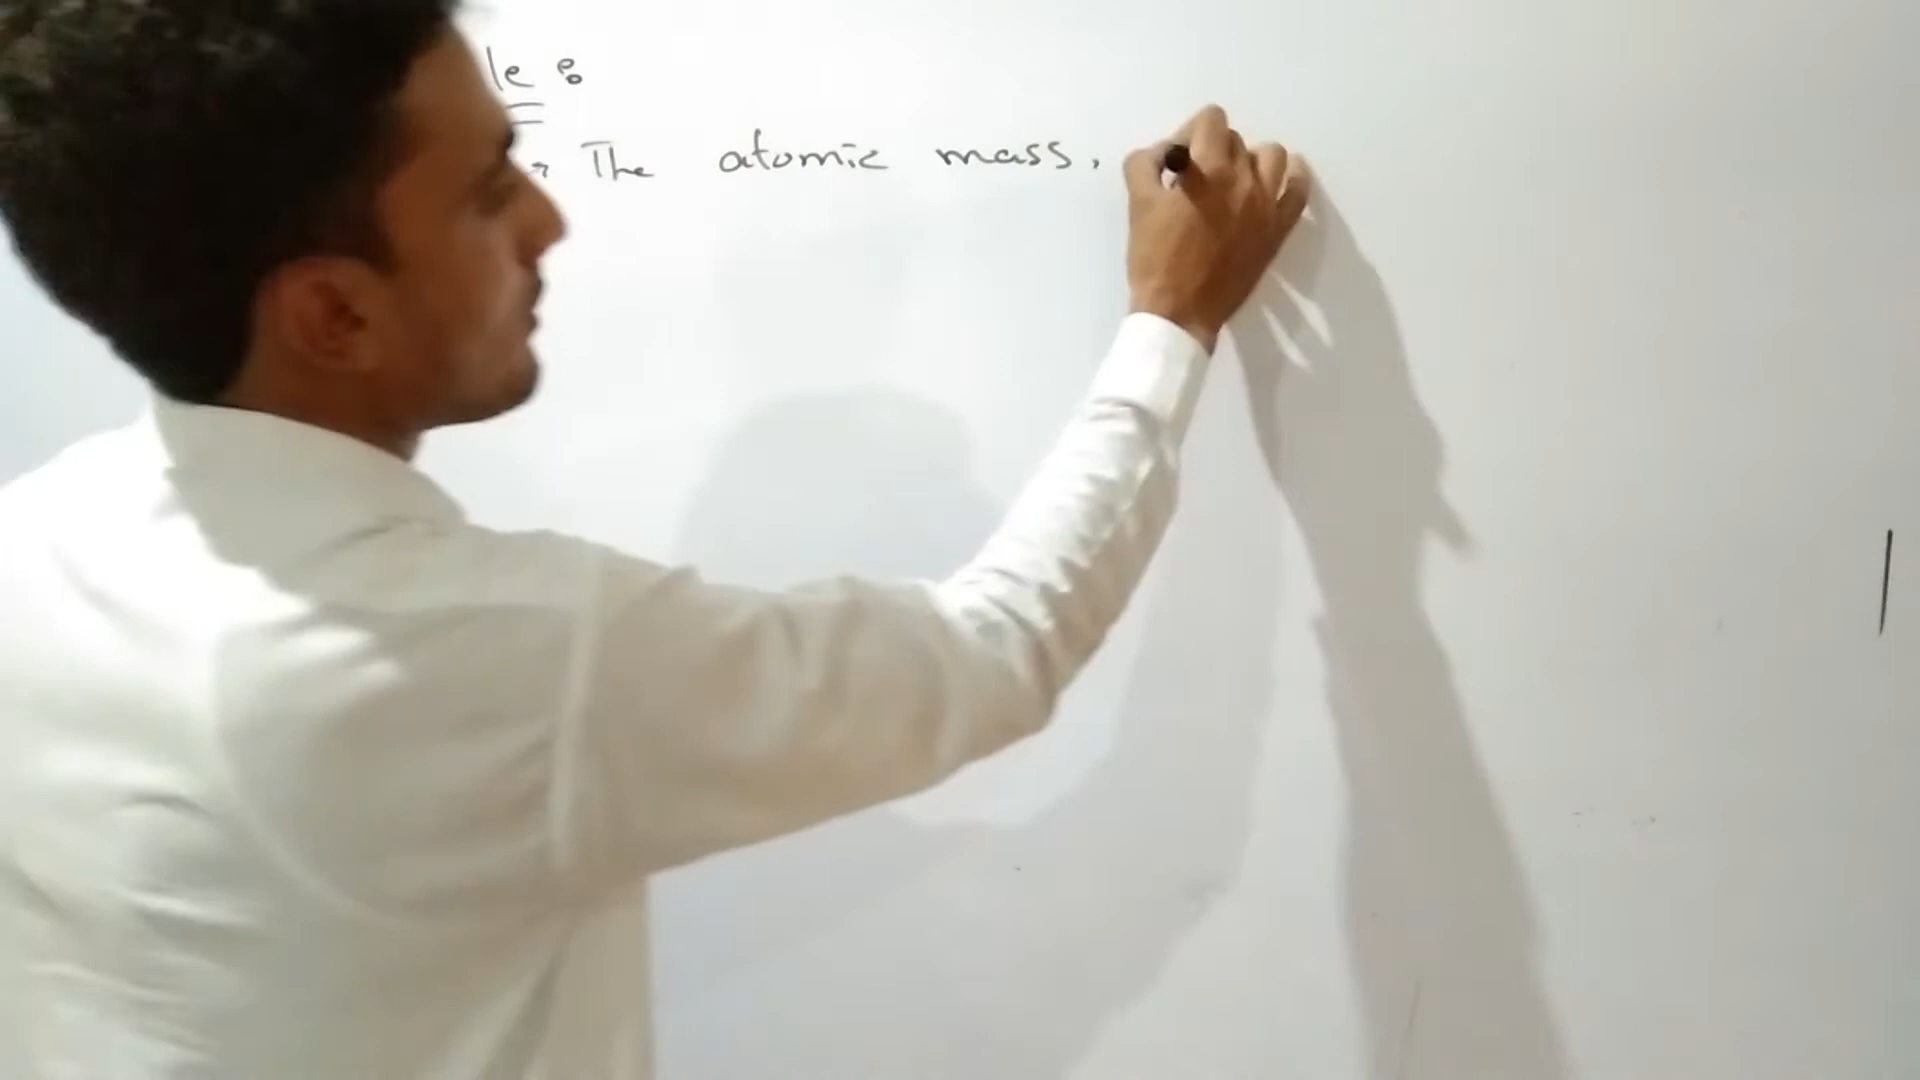 le :
→ The atomic mass,